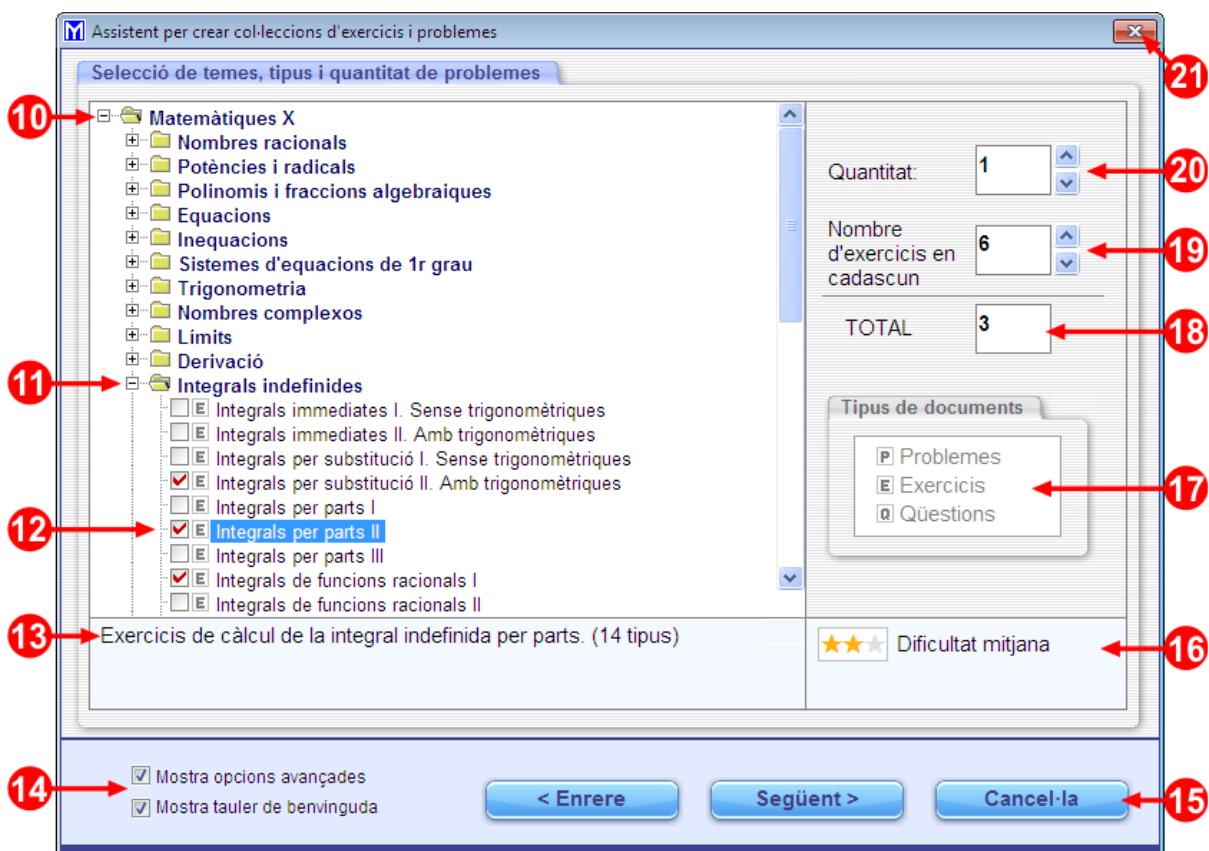 M Assistent per crear col·leccions d'exercicis i problemes
21
Selecció de temes, tipus i quantitat de problemes
10
Matemàtiques X
Nombres racionals
Potències i radicals
Polinomis i fraccions algebraiques
Equacions
Inequacions
Sistemes d'equacions de 1r grau
Trigonometria
Nombres complexos
Límits
Derivació
11
Integrals indefinides
E Integrals immediates I. Sense trigonomètriques
E Integrals immediates II. Amb trigonomètriques
E Integrals per substitució I. Sense trigonomètriques
E Integrals per substitució II. Amb trigonomètriques
E Integrals per parts I
12
E Integrals per parts II
E Integrals per parts III
E Integrals de funcions racionals I
E Integrals de funcions racionals II
Quantitat:
1
20
Nombre
d'exercicis en
cadascun
6
19
TOTAL
3
18
Tipus de documents
P Problemes
E Exercicis
Q Qüestions
17
13
Exercicis de càlcul de la integral indefinida per parts. (14 tipus)
Dificultat mitjana
16
14
Mostra opcions avançades
Mostra tauler de benvinguda
< Enrere
Següent >
Cancel·la
15